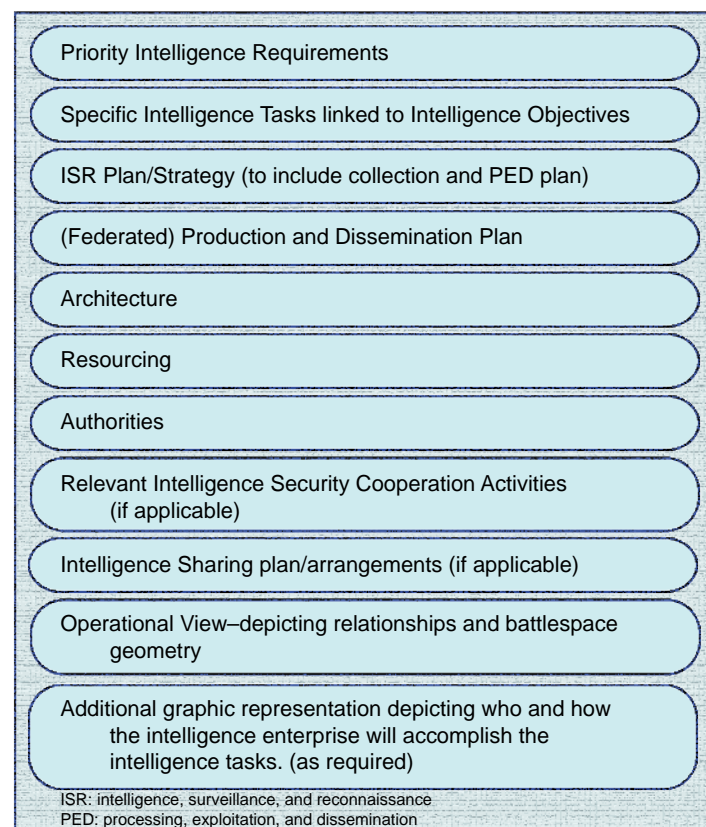 Priority Intelligence Requirements
Specific Intelligence Tasks linked to Intelligence Objectives
ISR Plan/Strategy (to include collection and PED plan)
(Federated) Production and Dissemination Plan
Architecture
Resourcing
Authorities
Relevant Intelligence Security Cooperation Activities
(if applicable)
Intelligence Sharing plan/arrangements (if applicable)
Operational View–depicting relationships and battlespace
geometry
Additional graphic representation depicting who and how
the intelligence enterprise will accomplish the
intelligence tasks. (as required)
ISR: intelligence, surveillance, and reconnaissance
PED: processing, exploitation, and dissemination